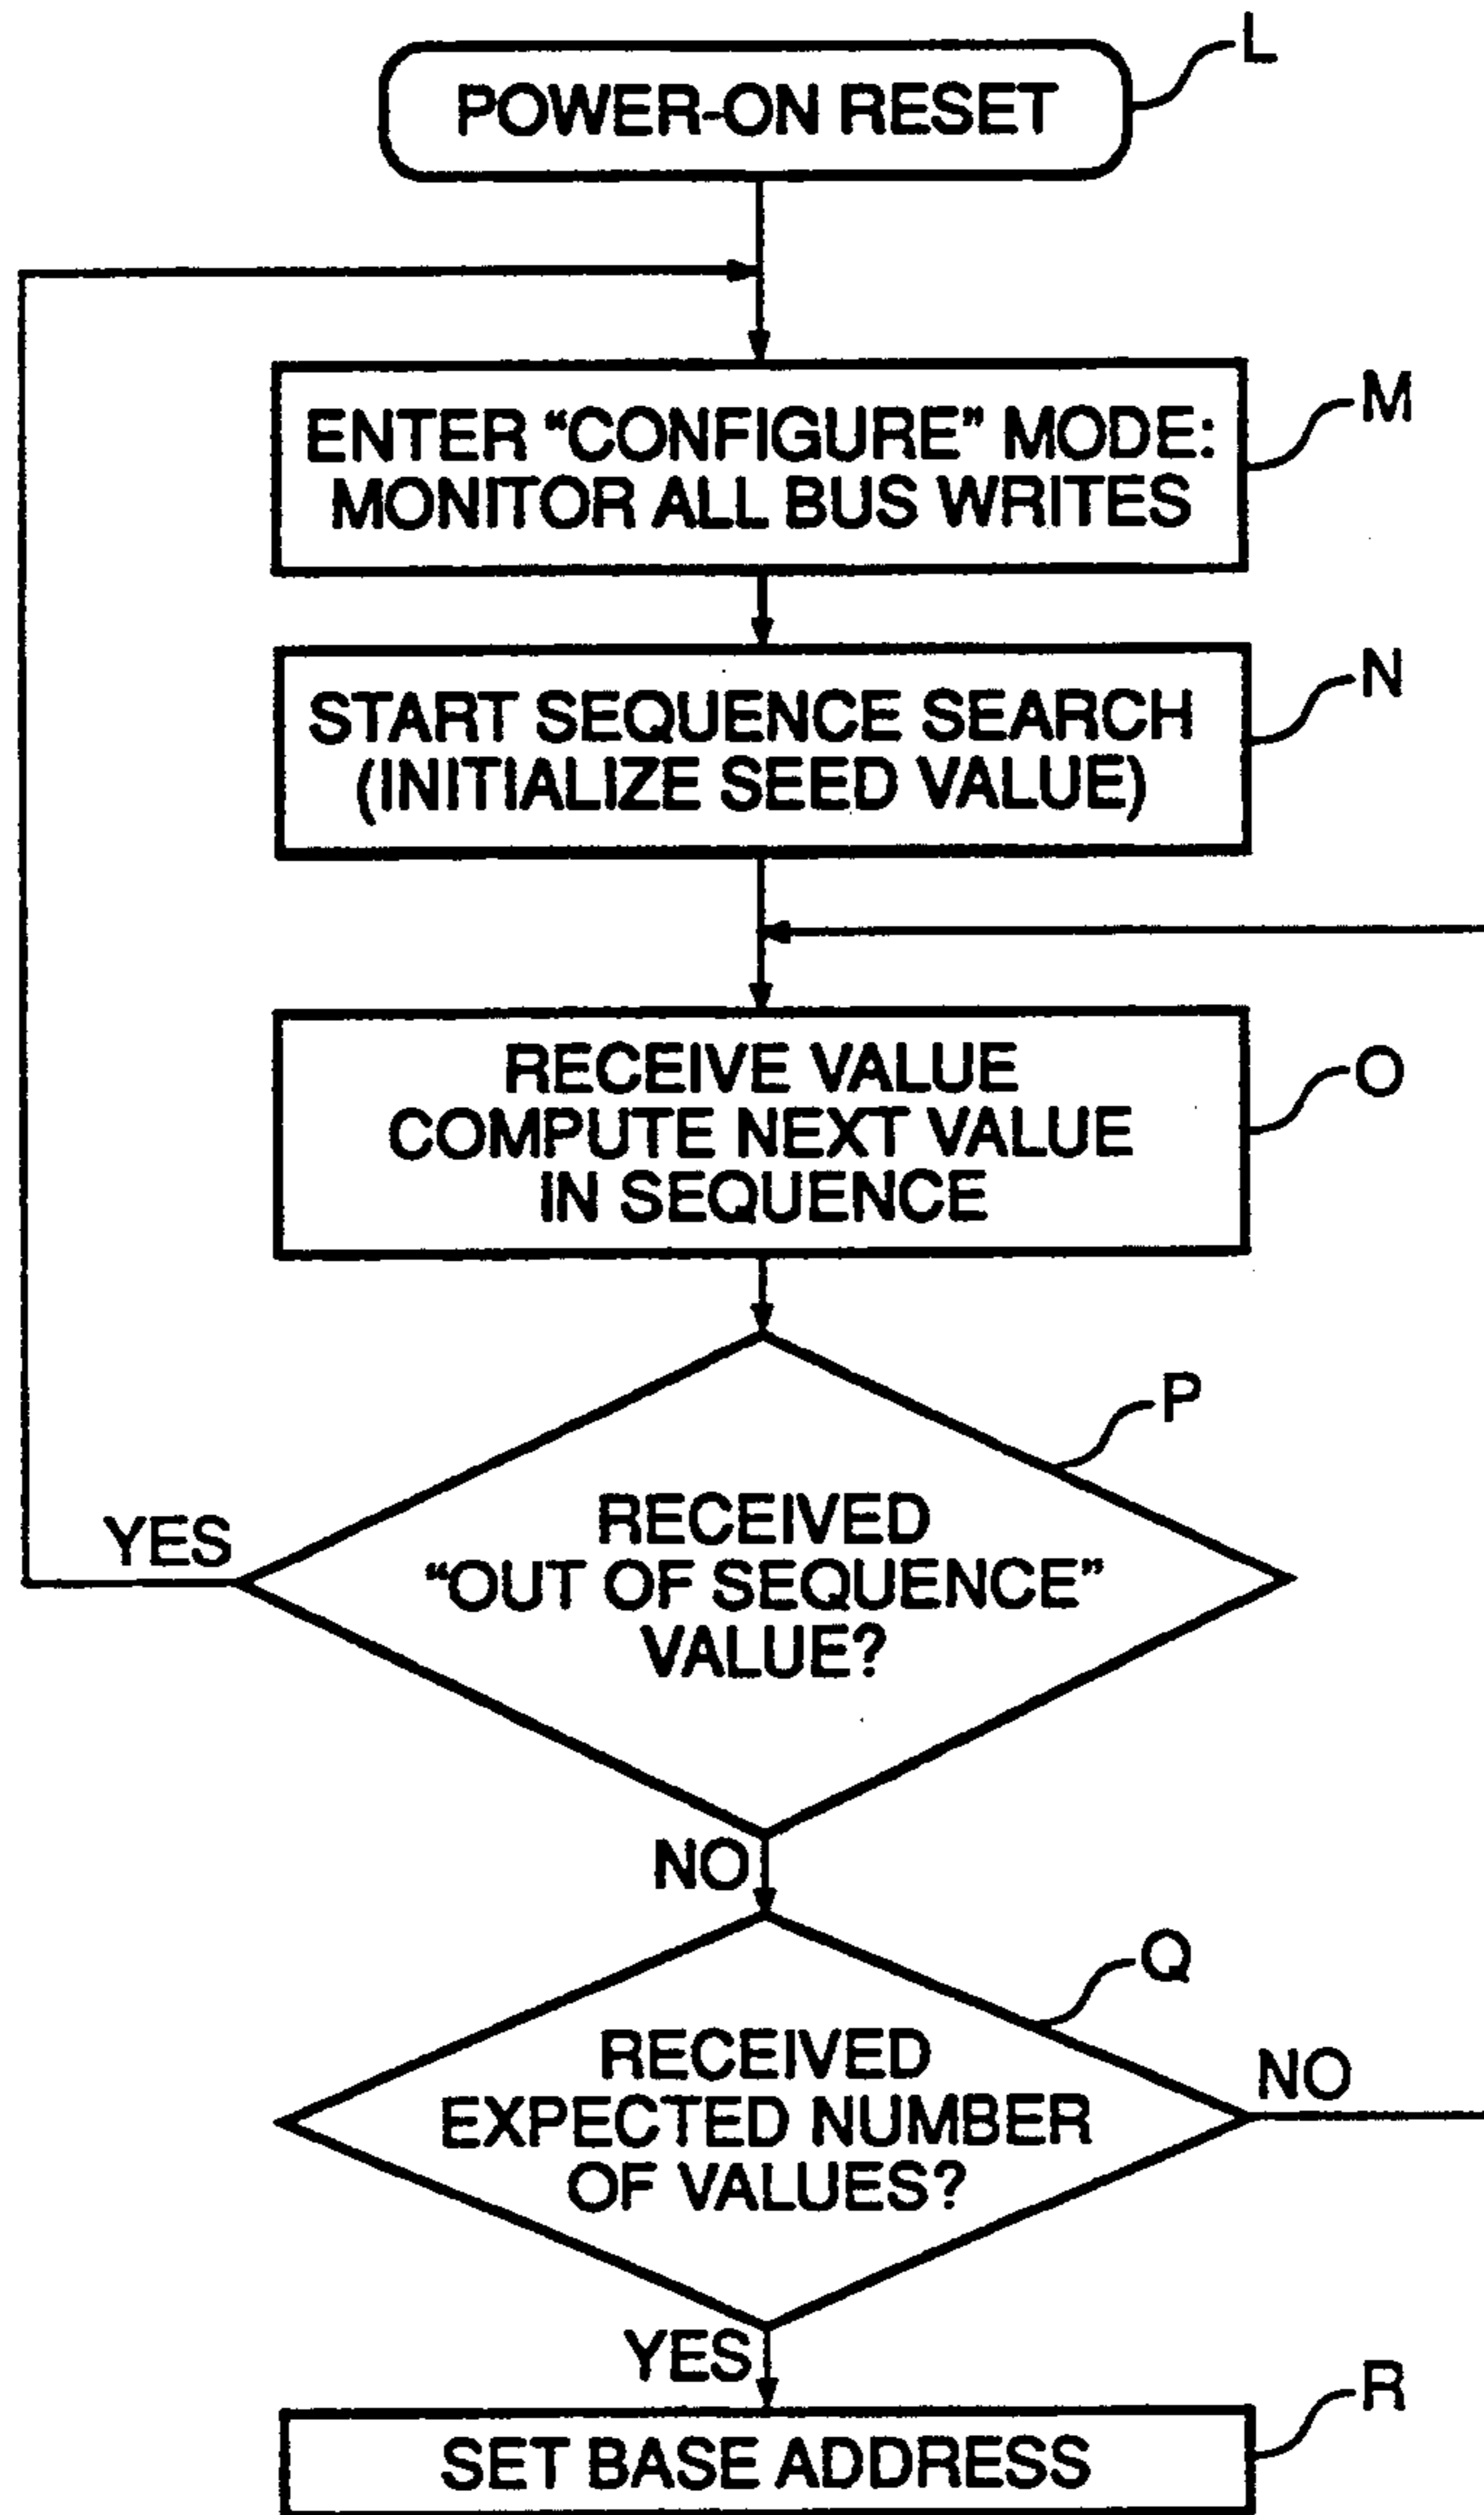 POWER-ON RESET
L
ENTER “CONFIGURE” MODE:
MONITOR ALL BUS WRITES
M
START SEQUENCE SEARCH
(INITIALIZE SEED VALUE)
N
RECEIVE VALUE
COMPUTE NEXT VALUE
IN SEQUENCE
O
P
RECEIVED
“OUT OF SEQUENCE”
VALUE?
YES
NO
Q
RECEIVED
EXPECTED NUMBER
OF VALUES?
NO
YES
SET BASE ADDRESS
R